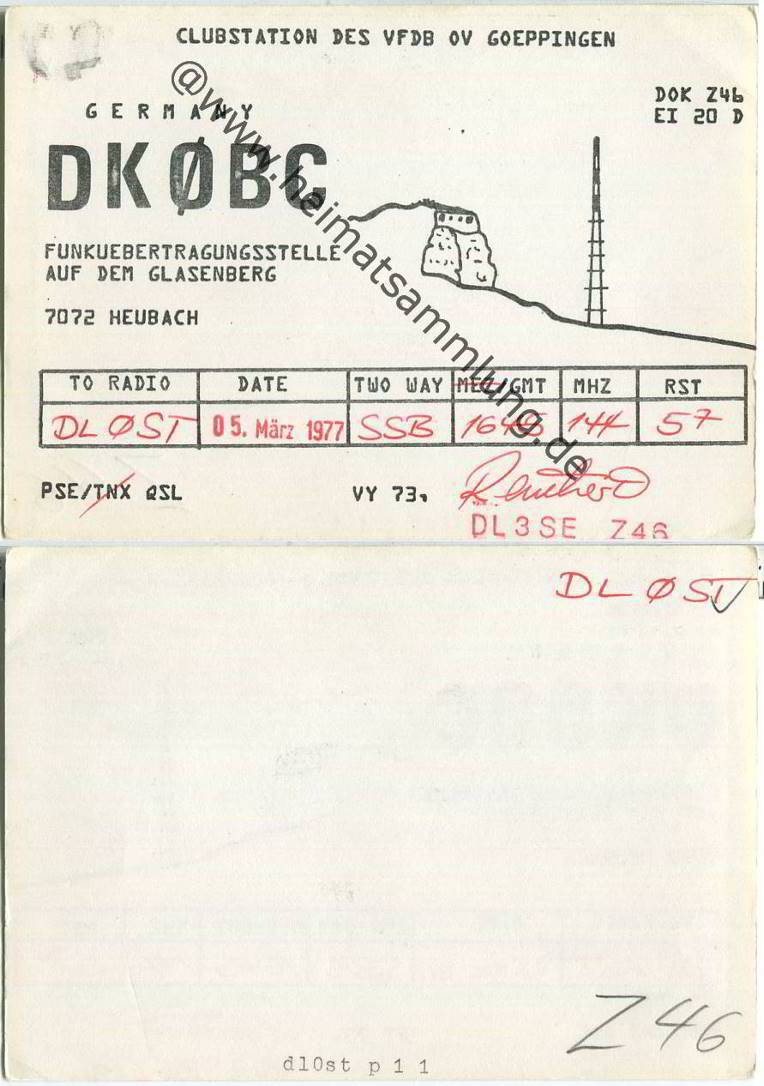 CLUBSTATION DES VFDB OV GOEPPINGEN
@www.heimatsammlung.de
DOK Z46
EI 20 D
GERMANY
DKØBC
FUNKUEBERTRAGUNGSSTELLE
AUF DEM GLASENBERG
7072 HEUBACH
TO RADIO DATE TWO WAY MEZ/GMT MHZ RST
DLØST 05. März 1977 SSB 144 57
PSE/TNX QSL VY 73,
DL3SE Z46
DLØST
Z46
dl0st p 1 1